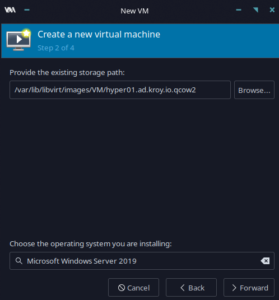 New VM
Create a new virtual machine
Step 2 of 4
Provide the existing storage path:
/var/lib/libvirt/images/VM/hyper01.ad.kroy.io.qcow2 Browse...
Choose the operating system you are installing:
Microsoft Windows Server 2019
Cancel Back Forward